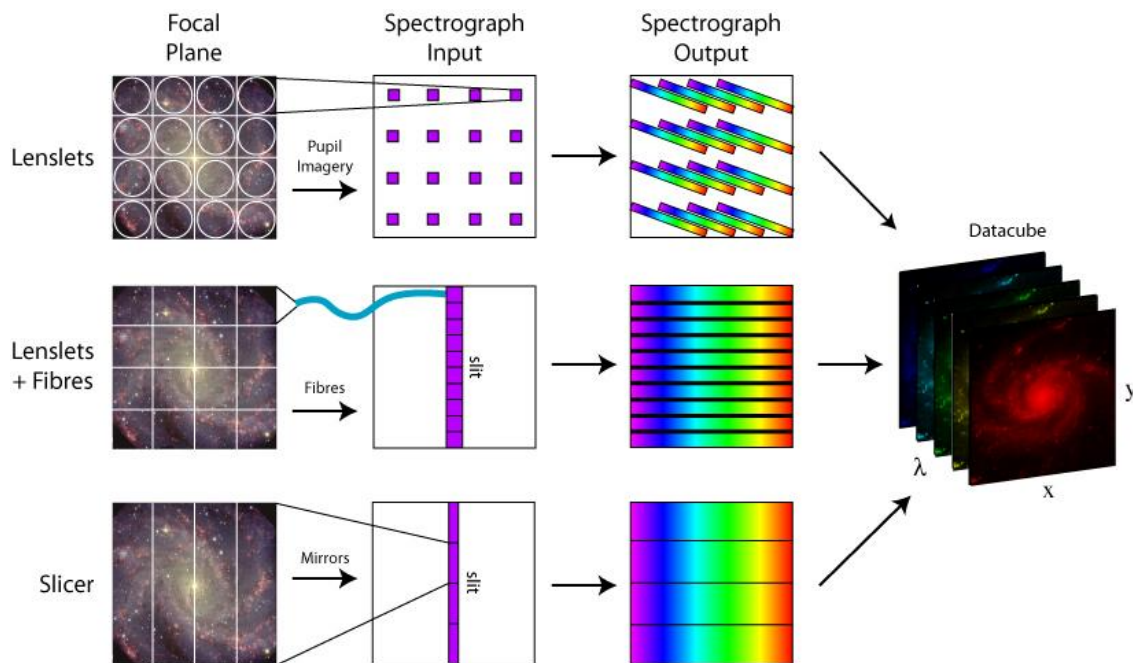 Focal
Plane
Spectrograph
Input
Spectrograph
Output
Lenslets
Pupil
Imagery
Datacube
Lenslets
+ Fibres
Fibres
slit
y
λ
x
Slicer
Mirrors
slit